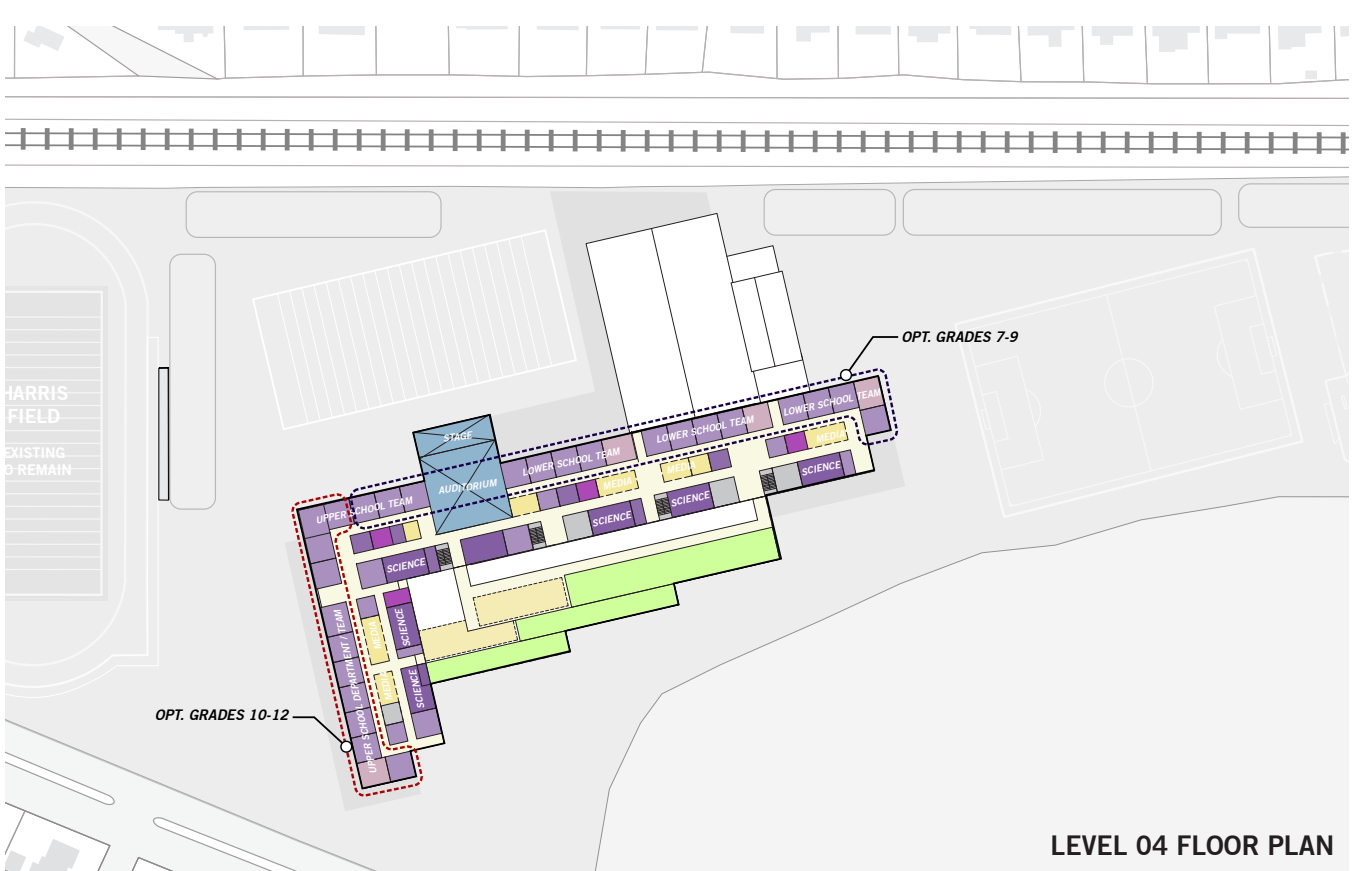 OPT. GRADES 7-9
HARRIS
FIELD
EXISTING
O REMAIN
LOWER SCHOOL TEAM
LOWER SCHOOL TEAM
LOWER SCHOOL TEAM
STAGE
AUDITORIUM
UPPER SCHOOL TEAM
MEDIA
MEDIA
MEDIA
SCIENCE
SCIENCE
SCIENCE
SCIENCE
SCIENCE
MEDIA
SCIENCE
MEDIA
UPPER SCHOOL DEPARTMENT / TEAM
OPT. GRADES 10-12
LEVEL 04 FLOOR PLAN